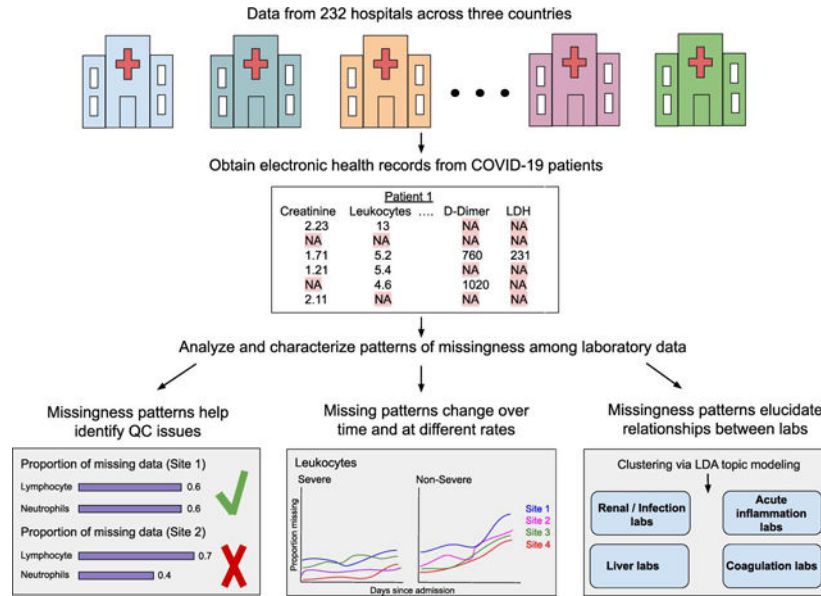 Data from 232 hospitals across three countries
Obtain electronic health records from COVID-19 patients
Patient 1
Creatinine Leukocytes .... D-Dimer LDH
2.23 13 NA NA
NA NA NA NA
1.71 5.2 760 231
1.21 5.4 NA NA
NA 4.6 1020 NA
2.11 NA NA NA
Analyze and characterize patterns of missingness among laboratory data
Missingness patterns help
identify QC issues
Proportion of missing data (Site 1)
Lymphocyte 0.6
Neutrophils 0.6
Proportion of missing data (Site 2)
Lymphocyte 0.7
Neutrophils 0.4
Missing patterns change over
time and at different rates
Leukocytes
Severe Non-Severe
Proportion missing
Site 1
Site 2
Site 3
Site 4
Days since admission
Missingness patterns elucidate
relationships between labs
Clustering via LDA topic modeling
Renal / Infection
labs
Acute
inflammation
labs
Liver labs
Coagulation labs